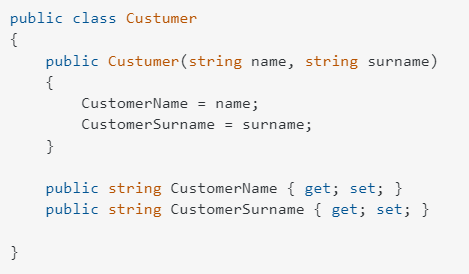 public class Custumer
{
    public Custumer(string name, string surname)
    {
        CustomerName = name;
        CustomerSurname = surname;
    }

    public string CustomerName { get; set; }
    public string CustomerSurname { get; set; }

}